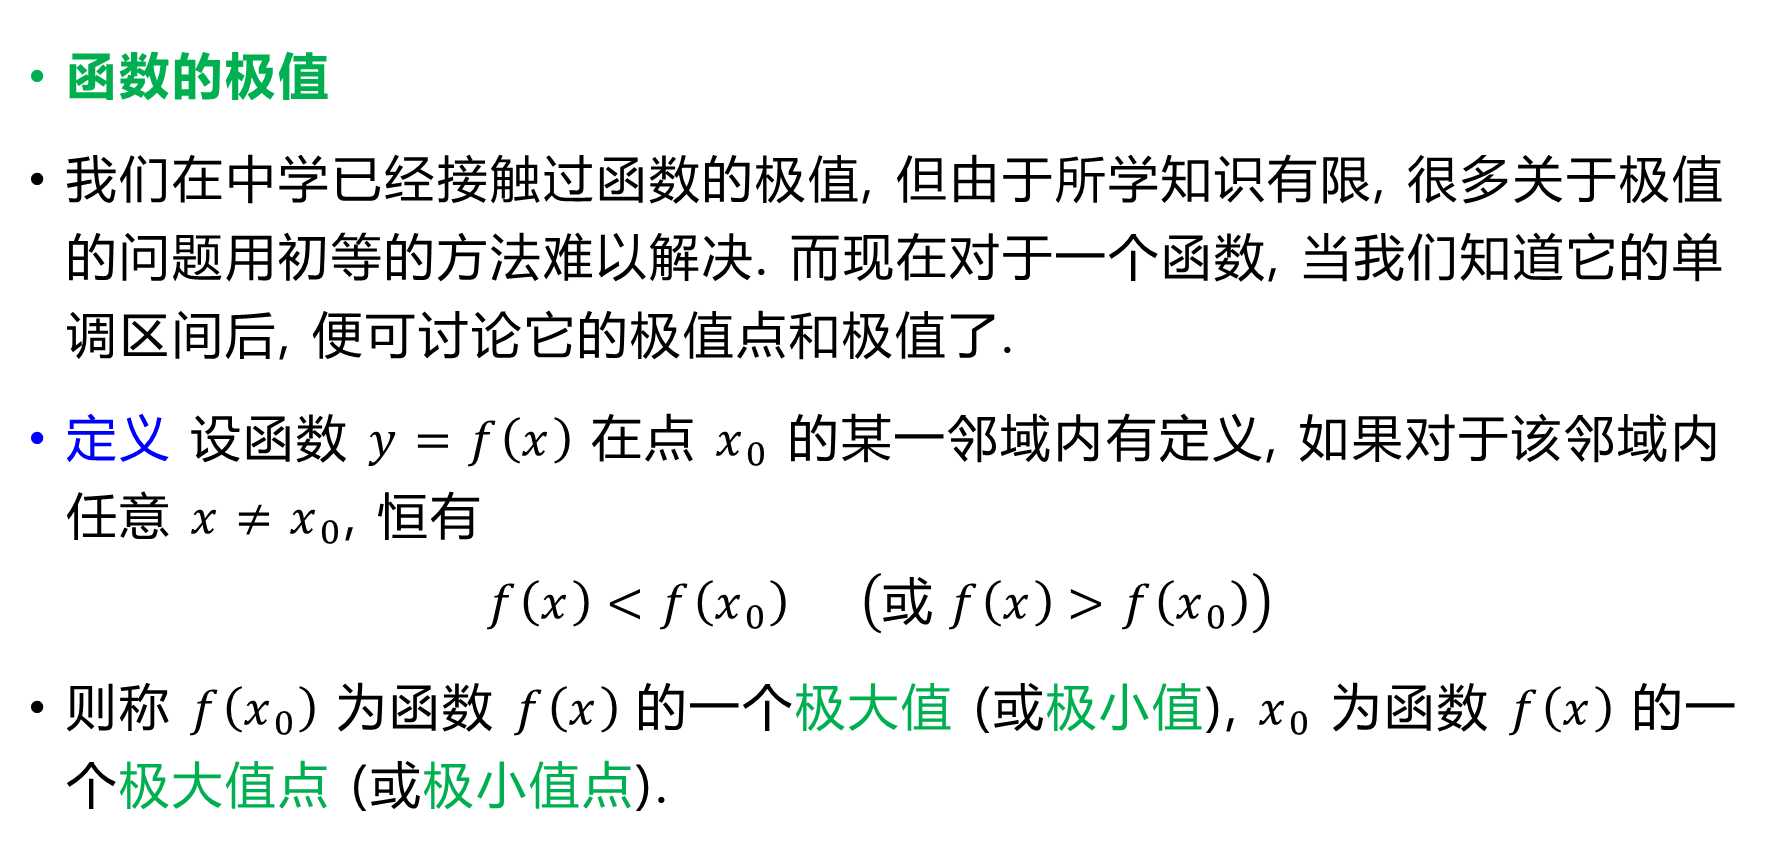 • 函数的极值
• 我们在中学已经接触过函数的极值, 但由于所学知识有限, 很多关于极值
的问题用初等的方法难以解决. 而现在对于一个函数, 当我们知道它的单
调区间后, 便可讨论它的极值点和极值了.
• 定义 设函数 y = f(x) 在点 x₀ 的某一邻域内有定义, 如果对于该邻域内
任意 x ≠ x₀, 恒有
f(x) < f(x₀) (或 f(x) > f(x₀))
• 则称 f(x₀) 为函数 f(x) 的一个极大值 (或极小值), x₀ 为函数 f(x) 的一
个极大值点 (或极小值点).